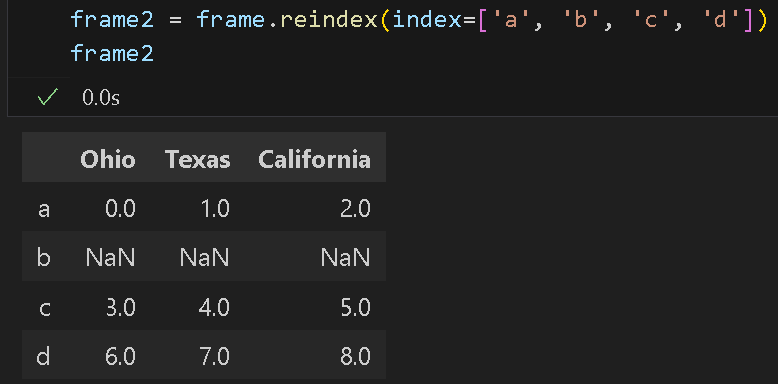 frame2 = frame.reindex(index=['a', 'b', 'c', 'd'])
frame2
0.0s
Ohio Texas California
a 0.0 1.0 2.0
b NaN NaN NaN
c 3.0 4.0 5.0
d 6.0 7.0 8.0